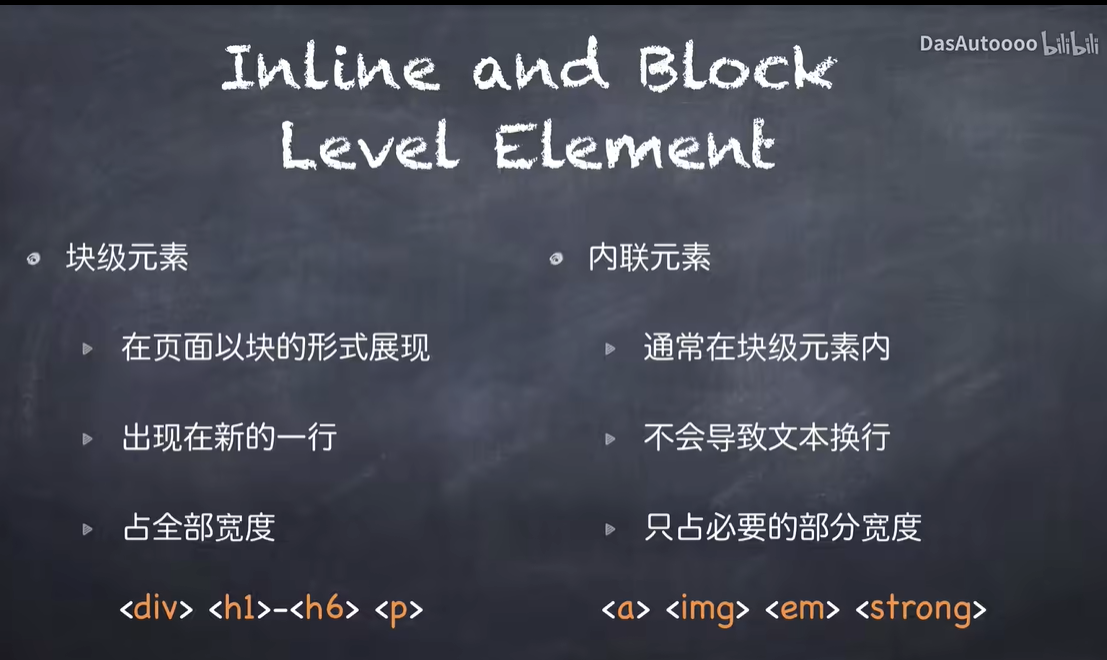 DasAutoooo bilibili
Inline and Block
Level Element
块级元素
在页面以块的形式展现
出现在新的一行
占全部宽度
<div> <h1>-<h6> <p>
内联元素
通常在块级元素内
不会导致文本换行
只占必要的部分宽度
<a> <img> <em> <strong>